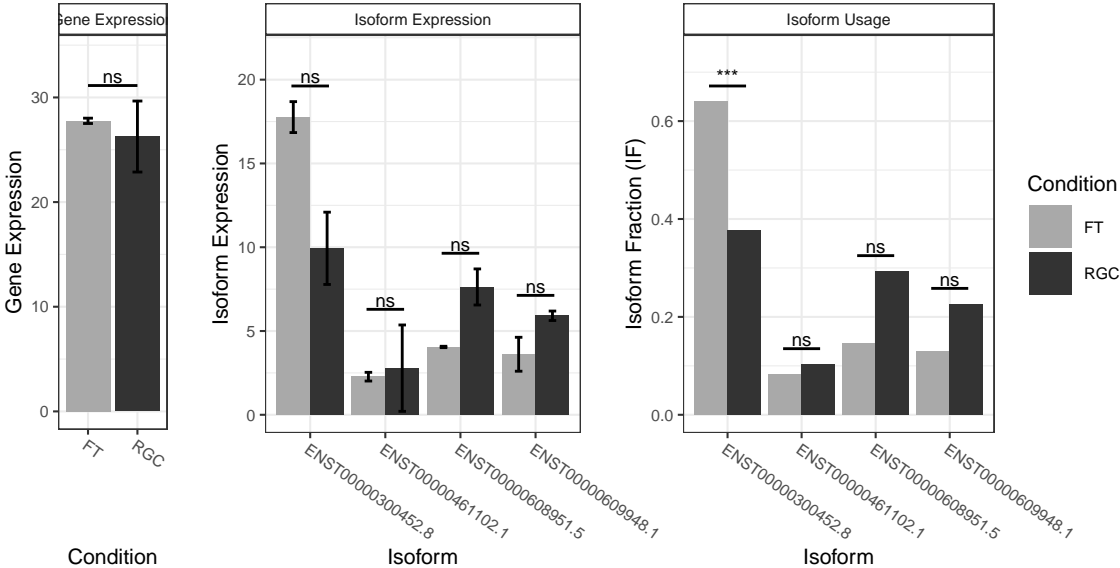 Gene Expression
Isoform Expression
Isoform Usage
Gene Expression
30
20
10
0
ns
FT
RGC
Condition
Isoform Expression
20
15
10
5
0
ns
ns
ns
ns
ENST00000300452.8
ENST00000461102.1
ENST00000608951.5
ENST00000609948.1
Isoform
Isoform Fraction (IF)
0.6
0.4
0.2
0.0
***
ns
ns
ns
ENST00000300452.8
ENST00000461102.1
ENST00000608951.5
ENST00000609948.1
Isoform
Condition
FT
RGC